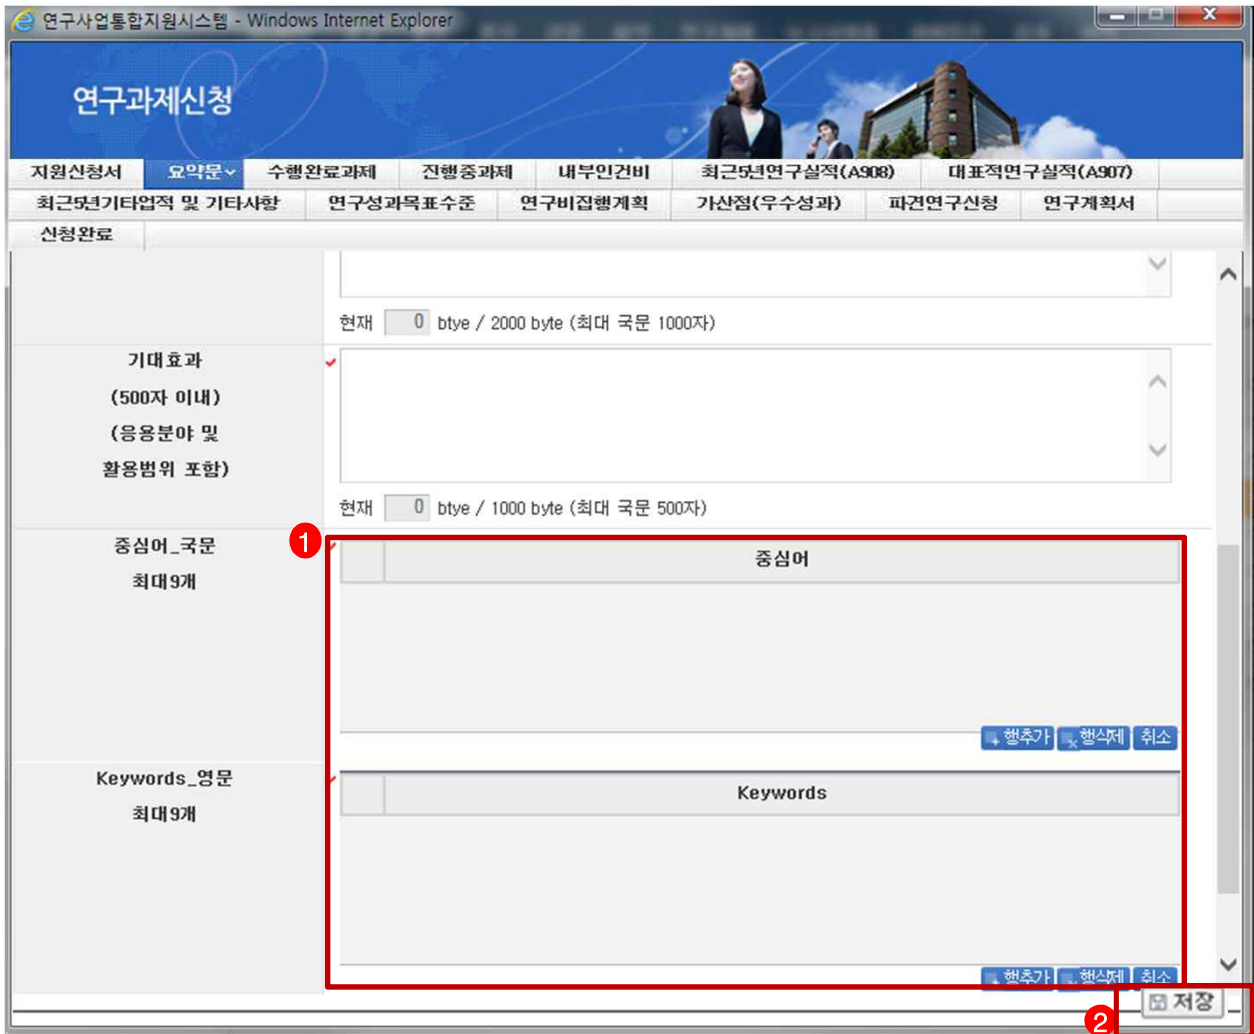 연구사업통합지원시스템 - Windows Internet Explorer
연구과제신청
지원신청서 요약문 수행완료과제 진행중과제 내부인건비 최근5년연구실적(A908) 대표적연구실적(A907)
최근5년기타업적 및 기타사항 연구성과목표수준 연구비집행계획 가산점(우수성과) 파견연구신청 연구계획서
신청완료
현재 0 btye / 2000 byte (최대 국문 1000자)
기대효과
(500자 이내)
(응용분야 및
활용범위 포함)
현재 0 btye / 1000 byte (최대 국문 500자)
1
중심어_국문
최대9개
중심어
행추가 행삭제 취소
Keywords_영문
최대9개
Keywords
행추가 행삭제 취소
2
저장